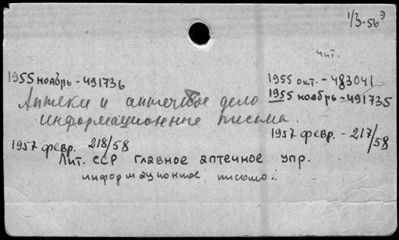 1/3-56³
чит.
1955 ноябрь-491736
1955 окт.-483041
Аптеки и аптечное дело
1955 ноябрь-491735
информационные письма.
1957 февр. - 217/58
1957 февр. 218/58
Лит. ССР Главное аптечное упр.
информационное письмо.: